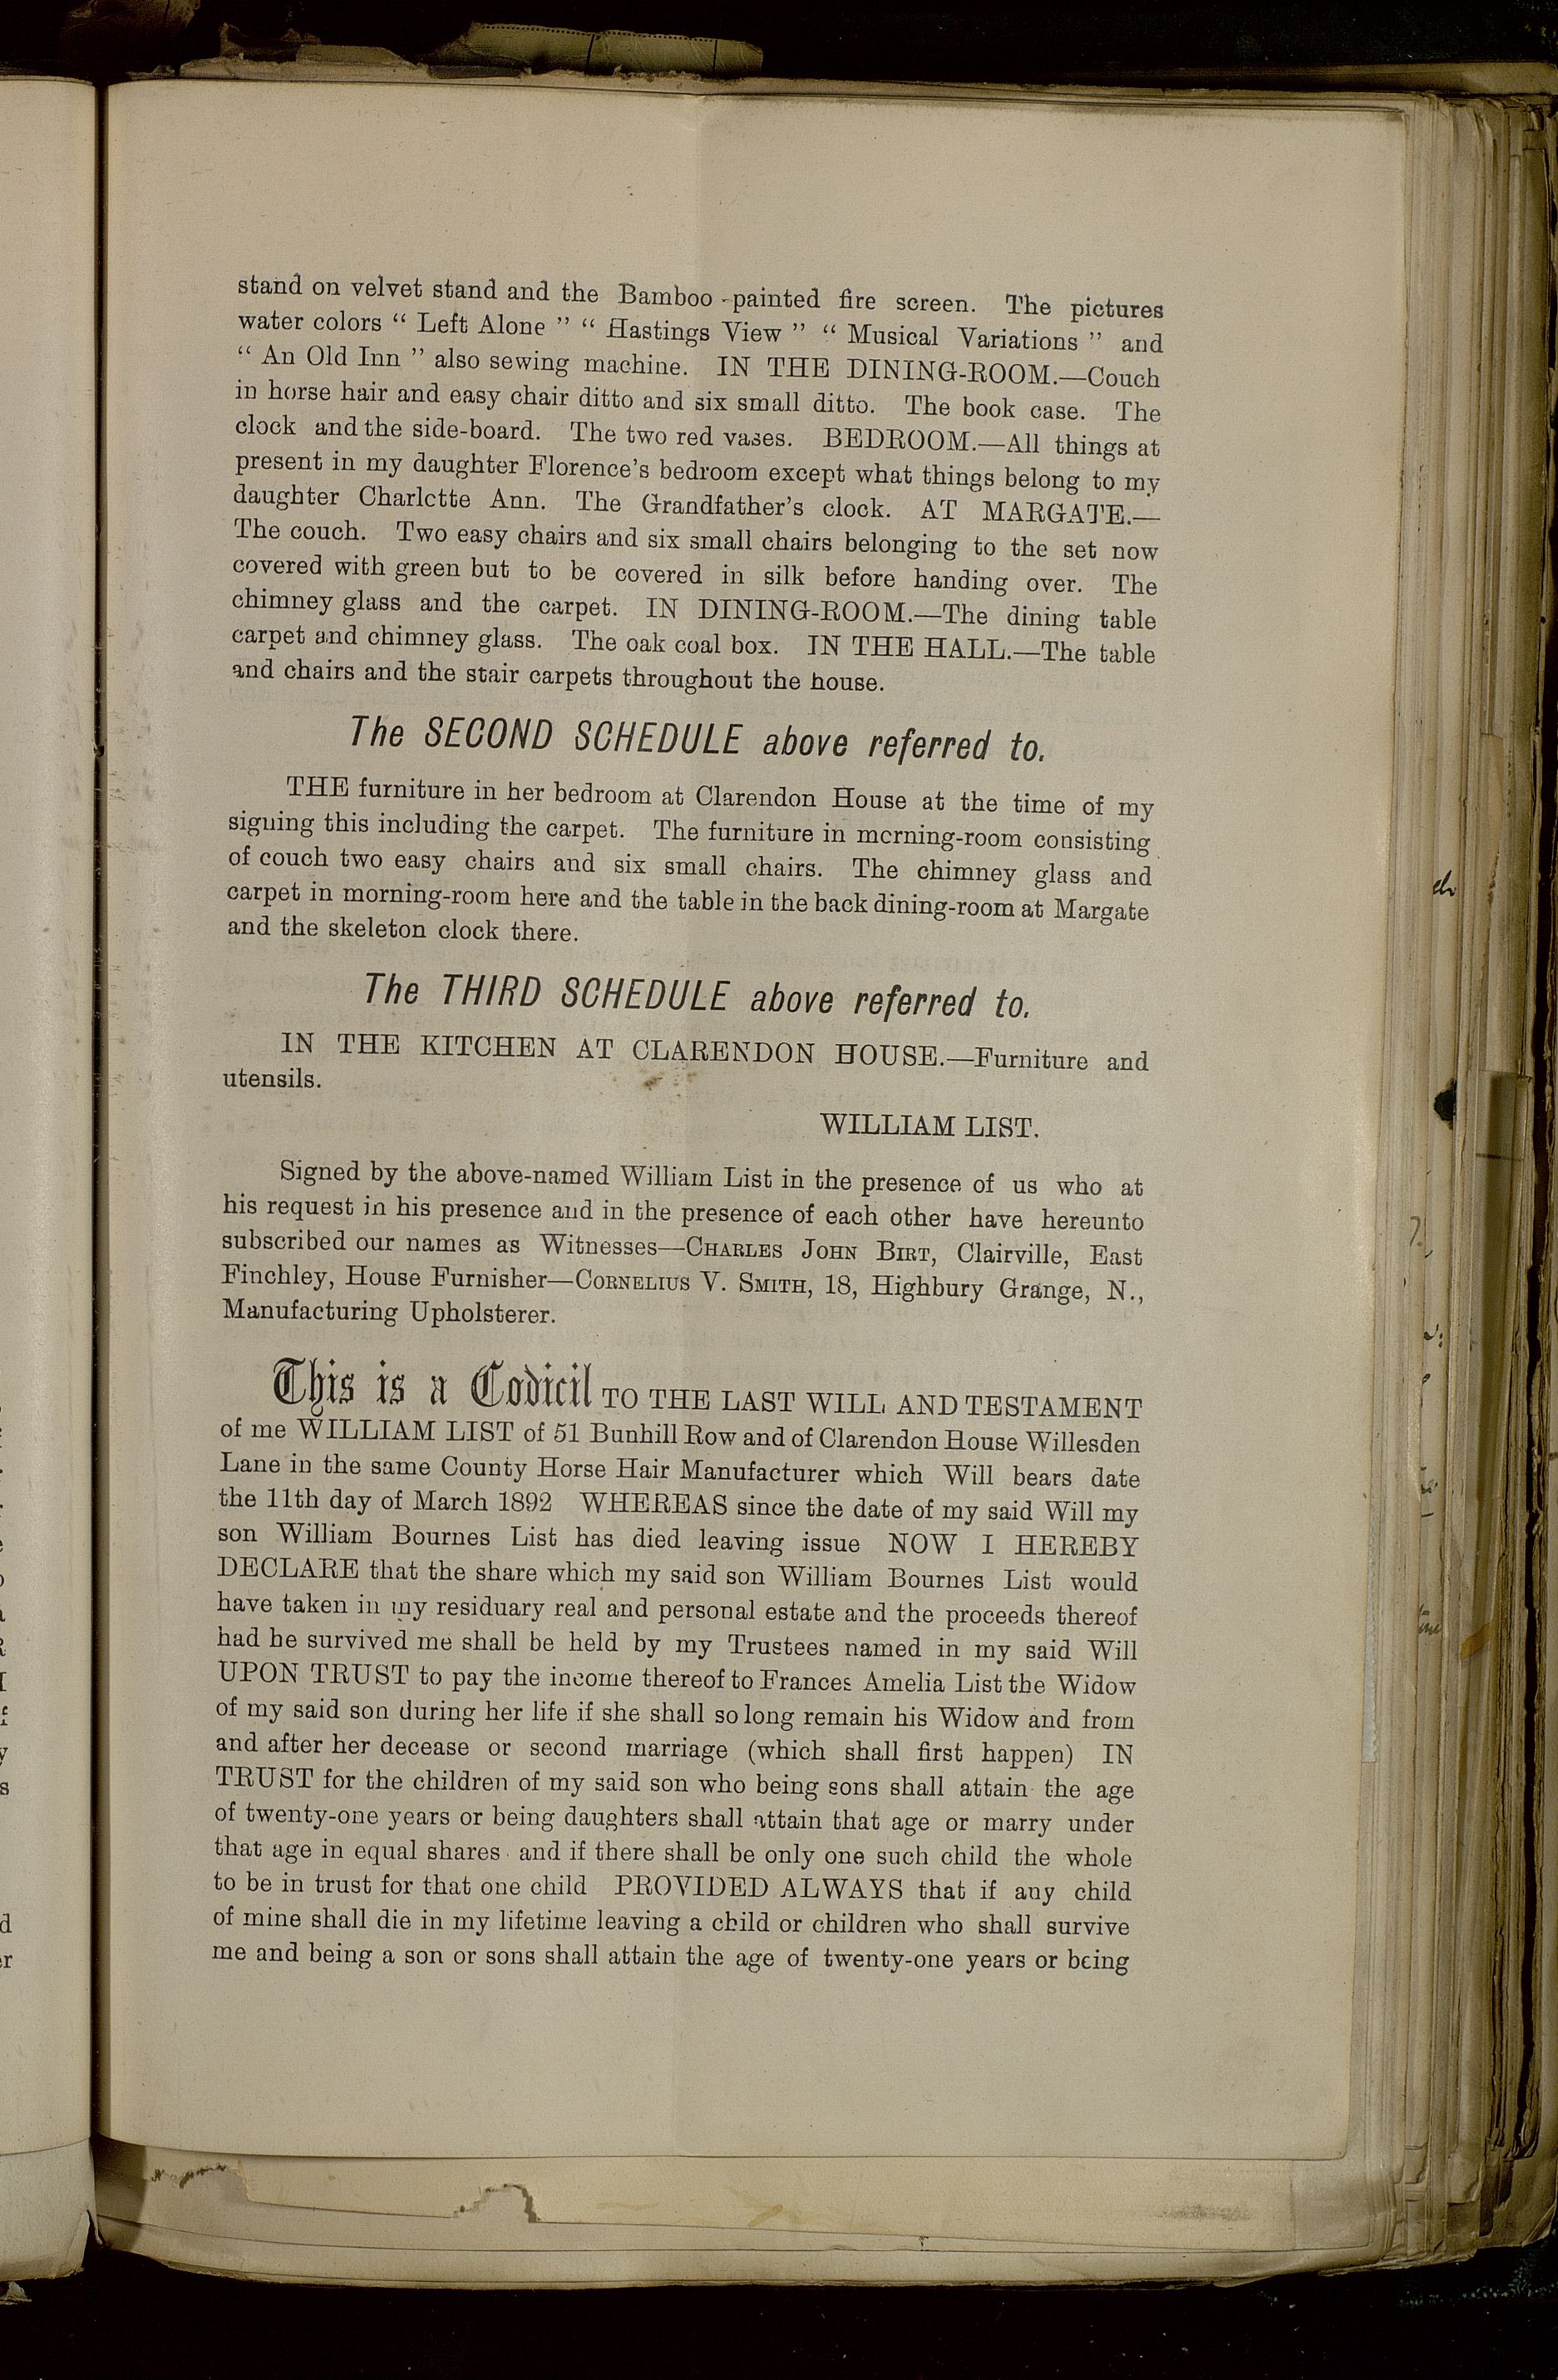 stand on velvet stand and the Bamboo-painted fire screen. The pictures
water colors “ Left Alone ” “ Hastings View ” “ Musical Variations ” and
“ An Old Inn ” also sewing machine. IN THE DINING-ROOM.—Couch
in horse hair and easy chair ditto and six small ditto. The book case. The
clock and the side-board. The two red vases. BEDROOM.—All things at
present in my daughter Florence’s bedroom except what things belong to my
daughter Charlotte Ann. The Grandfather’s clock. AT MARGATE.—
The couch. Two easy chairs and six small chairs belonging to the set now
covered with green but to be covered in silk before handing over. The
chimney glass and the carpet. IN DINING-ROOM.—The dining table
carpet and chimney glass. The oak coal box. IN THE HALL.—The table
and chairs and the stair carpets throughout the house.
The SECOND SCHEDULE above referred to.
THE furniture in her bedroom at Clarendon House at the time of my
signing this including the carpet. The furniture in morning-room consisting
of couch two easy chairs and six small chairs. The chimney glass and
carpet in morning-room here and the table in the back dining-room at Margate
and the skeleton clock there.
The THIRD SCHEDULE above referred to.
IN THE KITCHEN AT CLARENDON HOUSE.—Furniture and
utensils.
WILLIAM LIST.
Signed by the above-named William List in the presence of us who at
his request in his presence and in the presence of each other have hereunto
subscribed our names as Witnesses—CHARLES JOHN BIRT, Clairville, East
Finchley, House Furnisher—CORNELIUS V. SMITH, 18, Highbury Grange, N.,
Manufacturing Upholsterer.
This is a Codicil TO THE LAST WILL AND TESTAMENT
of me WILLIAM LIST of 51 Bunhill Row and of Clarendon House Willesden
Lane in the same County Horse Hair Manufacturer which Will bears date
the 11th day of March 1892 WHEREAS since the date of my said Will my
son William Bournes List has died leaving issue NOW I HEREBY
DECLARE that the share which my said son William Bournes List would
have taken in my residuary real and personal estate and the proceeds thereof
had he survived me shall be held by my Trustees named in my said Will
UPON TRUST to pay the income thereof to Frances Amelia List the Widow
of my said son during her life if she shall so long remain his Widow and from
and after her decease or second marriage (which shall first happen) IN
TRUST for the children of my said son who being sons shall attain the age
of twenty-one years or being daughters shall attain that age or marry under
that age in equal shares and if there shall be only one such child the whole
to be in trust for that one child PROVIDED ALWAYS that if any child
of mine shall die in my lifetime leaving a child or children who shall survive
me and being a son or sons shall attain the age of twenty-one years or being